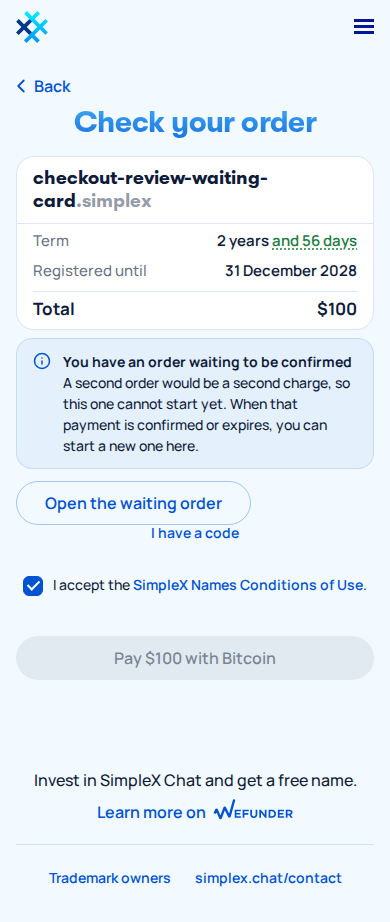 Back
Check your order
checkout-review-waiting-
card.simplex
Term 2 years and 56 days
Registered until 31 December 2028
Total $100
You have an order waiting to be confirmed
A second order would be a second charge, so
this one cannot start yet. When that
payment is confirmed or expires, you can
start a new one here.
Open the waiting order
I have a code
I accept the SimpleX Names Conditions of Use.
Pay $100 with Bitcoin
Invest in SimpleX Chat and get a free name.
Learn more on WEFUNDER
Trademark owners simplex.chat/contact